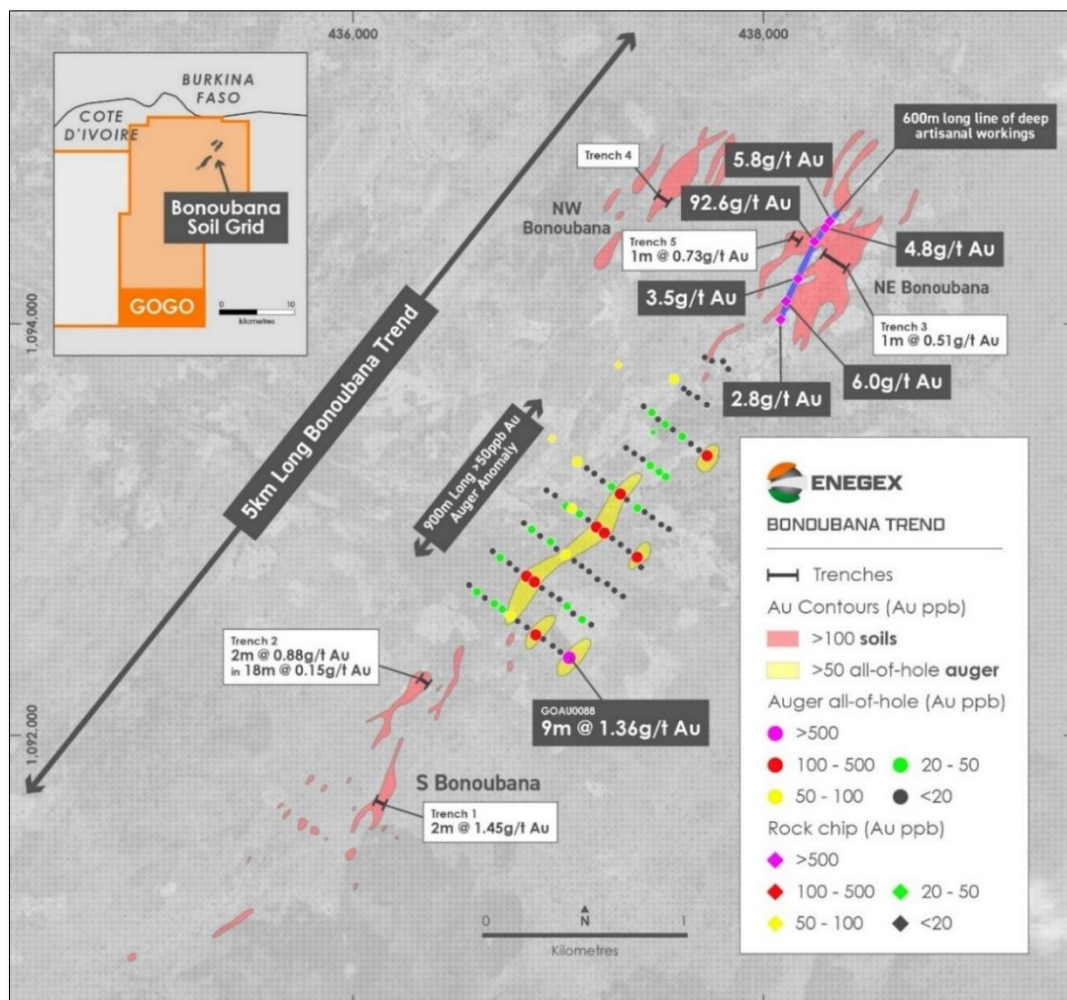 436,000
438,000
1,094,000
1,092,000
BURKINA
FASO
COTE
D'IVOIRE
Bonoubana
Soil Grid
GOGO
0 10
kilometres
5km Long Bonoubana Trend
900m Long >50ppb Au
Auger Anomaly
Trench 4
NW
Bonoubana
Trench 5
1m @ 0.73g/t Au
600m long line of deep
artisanal workings
5.8g/t Au
92.6g/t Au
4.8g/t Au
3.5g/t Au
NE Bonoubana
Trench 3
1m @ 0.51g/t Au
6.0g/t Au
2.8g/t Au
Trench 2
2m @ 0.88g/t Au
in 18m @ 0.15g/t Au
GOAU0088
9m @ 1.36g/t Au
S Bonoubana
Trench 1
2m @ 1.45g/t Au
0 1
N
Kilometres
ENEGEX
BONOUBANA TREND
Trenches
Au Contours (Au ppb)
>100 soils
>50 all-of-hole auger
Auger all-of-hole (Au ppb)
>500
100 - 500 20 - 50
50 - 100 <20
Rock chip (Au ppb)
>500
100 - 500 20 - 50
50 - 100 <20